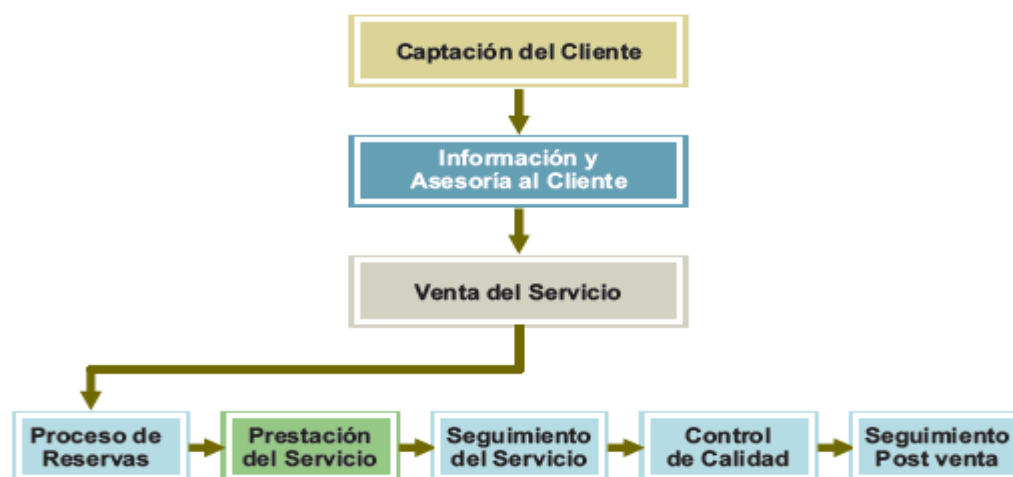 Captación del Cliente
Información y
Asesoría al Cliente
Venta del Servicio
Proceso de
Reservas
Prestación
del Servicio
Seguimiento
del Servicio
Control
de Calidad
Seguimiento
Post venta